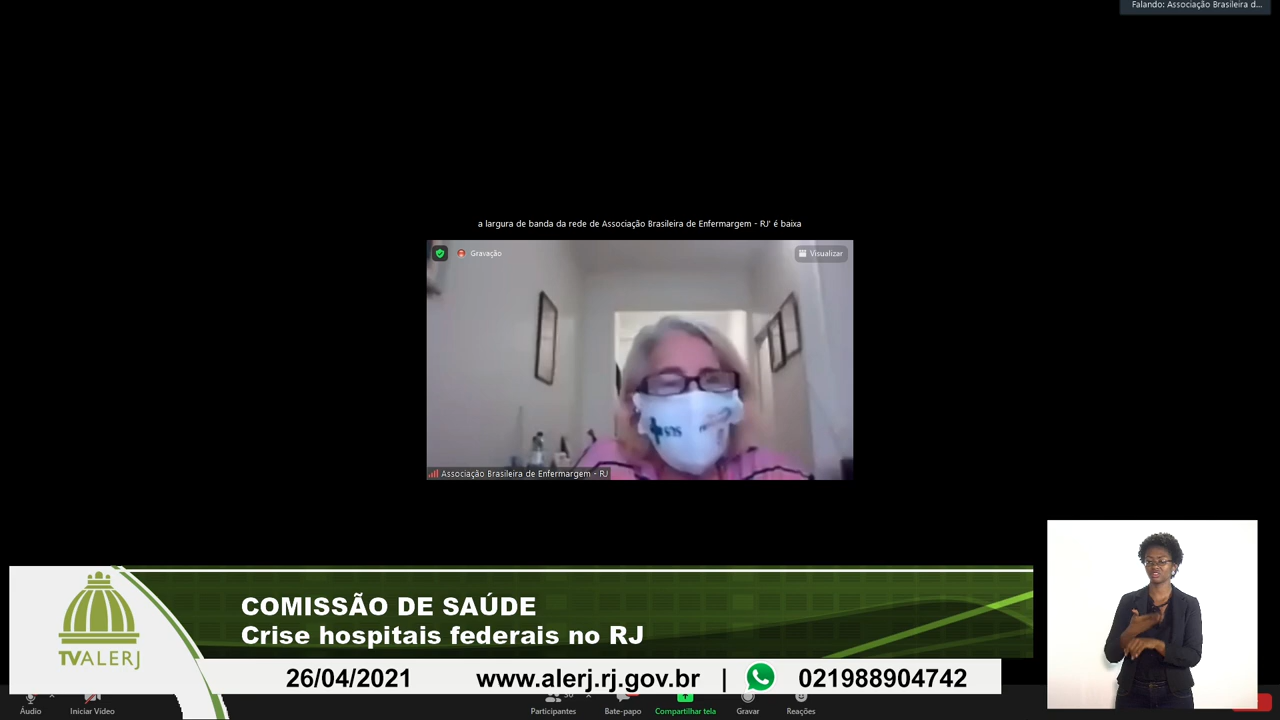 Falando: Associação Brasileira d...
a largura de banda da rede de Associação Brasileira de Enfermargem - RJ' é baixa
Gravação
Visualizar
SUS
Associação Brasileira de Enfermargem - RJ
COMISSÃO DE SAÚDE
Crise hospitais federais no RJ
TVALERJ
26/04/2021 www.alerj.rj.gov.br | 021988904742
Áudio
Iniciar Vídeo
Participantes
Bate-papo
Compartilhar tela
Gravar
Reações